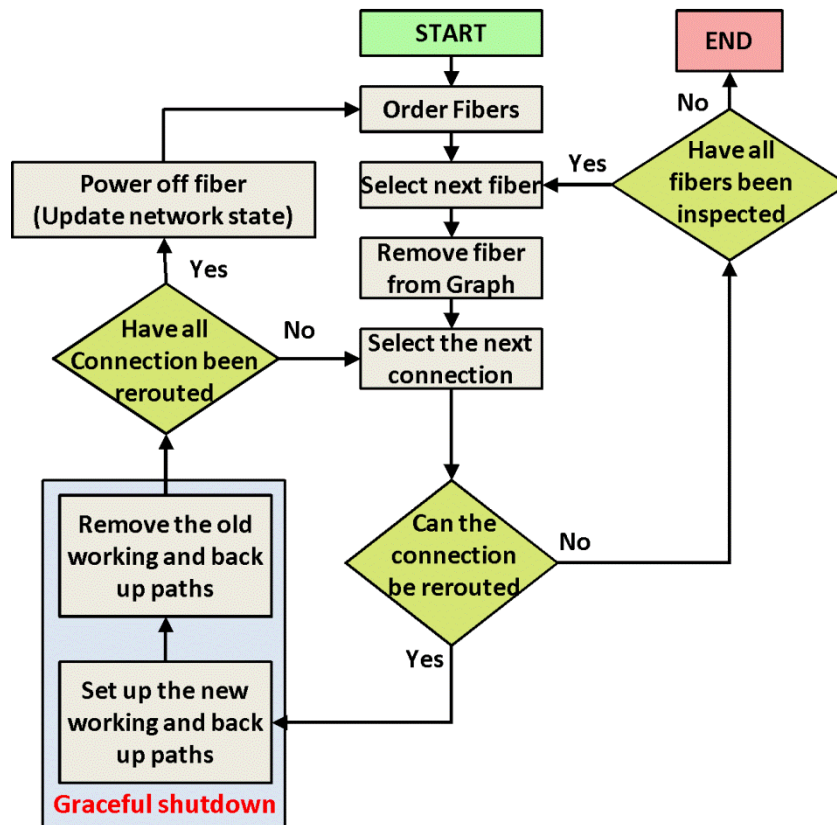 START
END
Order Fibers
No
Have all
fibers been
inspected
Yes
Select next fiber
Power off fiber
(Update network state)
Remove fiber
from Graph
Yes
Have all
Connection been
rerouted
No
Select the next
connection
Remove the old
working and back
up paths
Can the
connection
be rerouted
No
Yes
Set up the new
working and back
up paths
Graceful shutdown